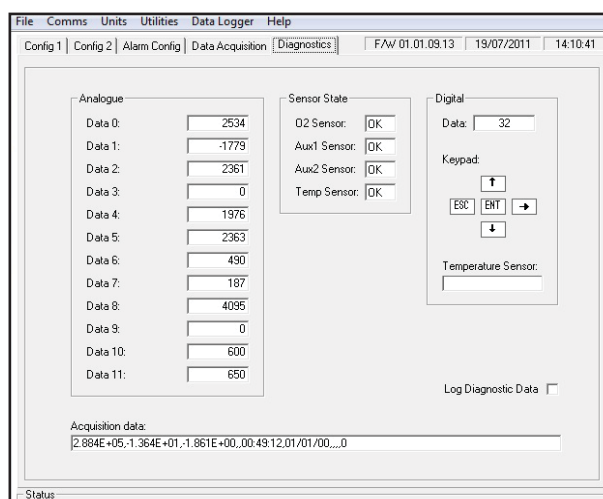 File Comms Units Utilities Data Logger Help
Config 1 Config 2 Alarm Config Data Acquisition Diagnostics F/W 01.01.09.13 19/07/2011 14:10:41
Analogue
Data 0: 2534
Data 1: -1779
Data 2: 2361
Data 3: 0
Data 4: 1976
Data 5: 2363
Data 6: 490
Data 7: 187
Data 8: 4095
Data 9: 0
Data 10: 600
Data 11: 650
Sensor State
O2 Sensor: OK
Aux1 Sensor: OK
Aux2 Sensor: OK
Temp Sensor: OK
Digital
Data: 32
Keypad:
↑
ESC ENT →
↓
Temperature Sensor:
Log Diagnostic Data
Acquisition data:
2.884E+05,-1.364E+01,-1.861E+00,,00:49:12,01/01/00,,,,0
Status